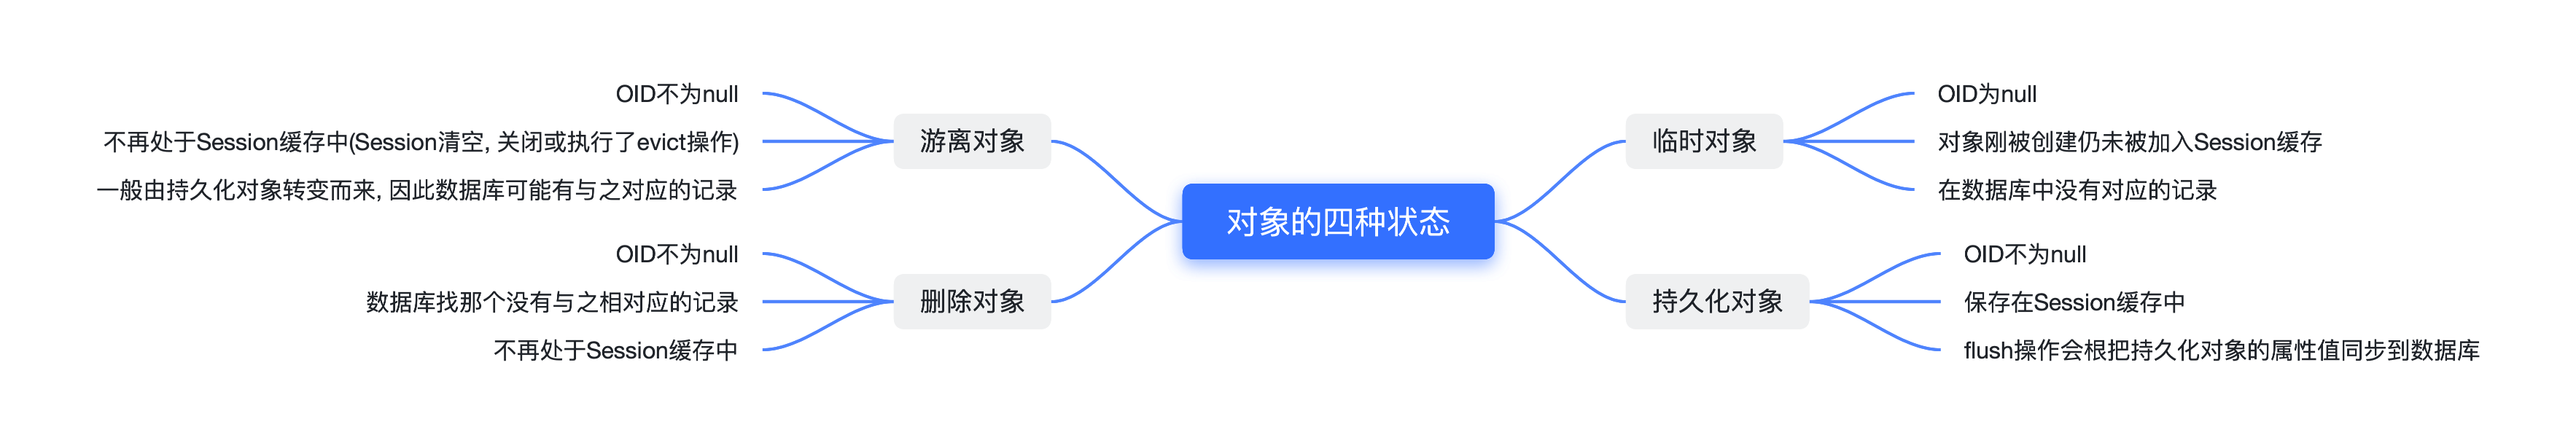 对象的四种状态
临时对象
OID为null
对象刚被创建仍未被加入Session缓存
在数据库中没有对应的记录
持久化对象
OID不为null
保存在Session缓存中
flush操作会根把持久化对象的属性值同步到数据库
游离对象
OID不为null
不再处于Session缓存中(Session清空, 关闭或执行了evict操作)
一般由持久化对象转变而来, 因此数据库可能有与之对应的记录
删除对象
OID不为null
数据库找那个没有与之相对应的记录
不再处于Session缓存中